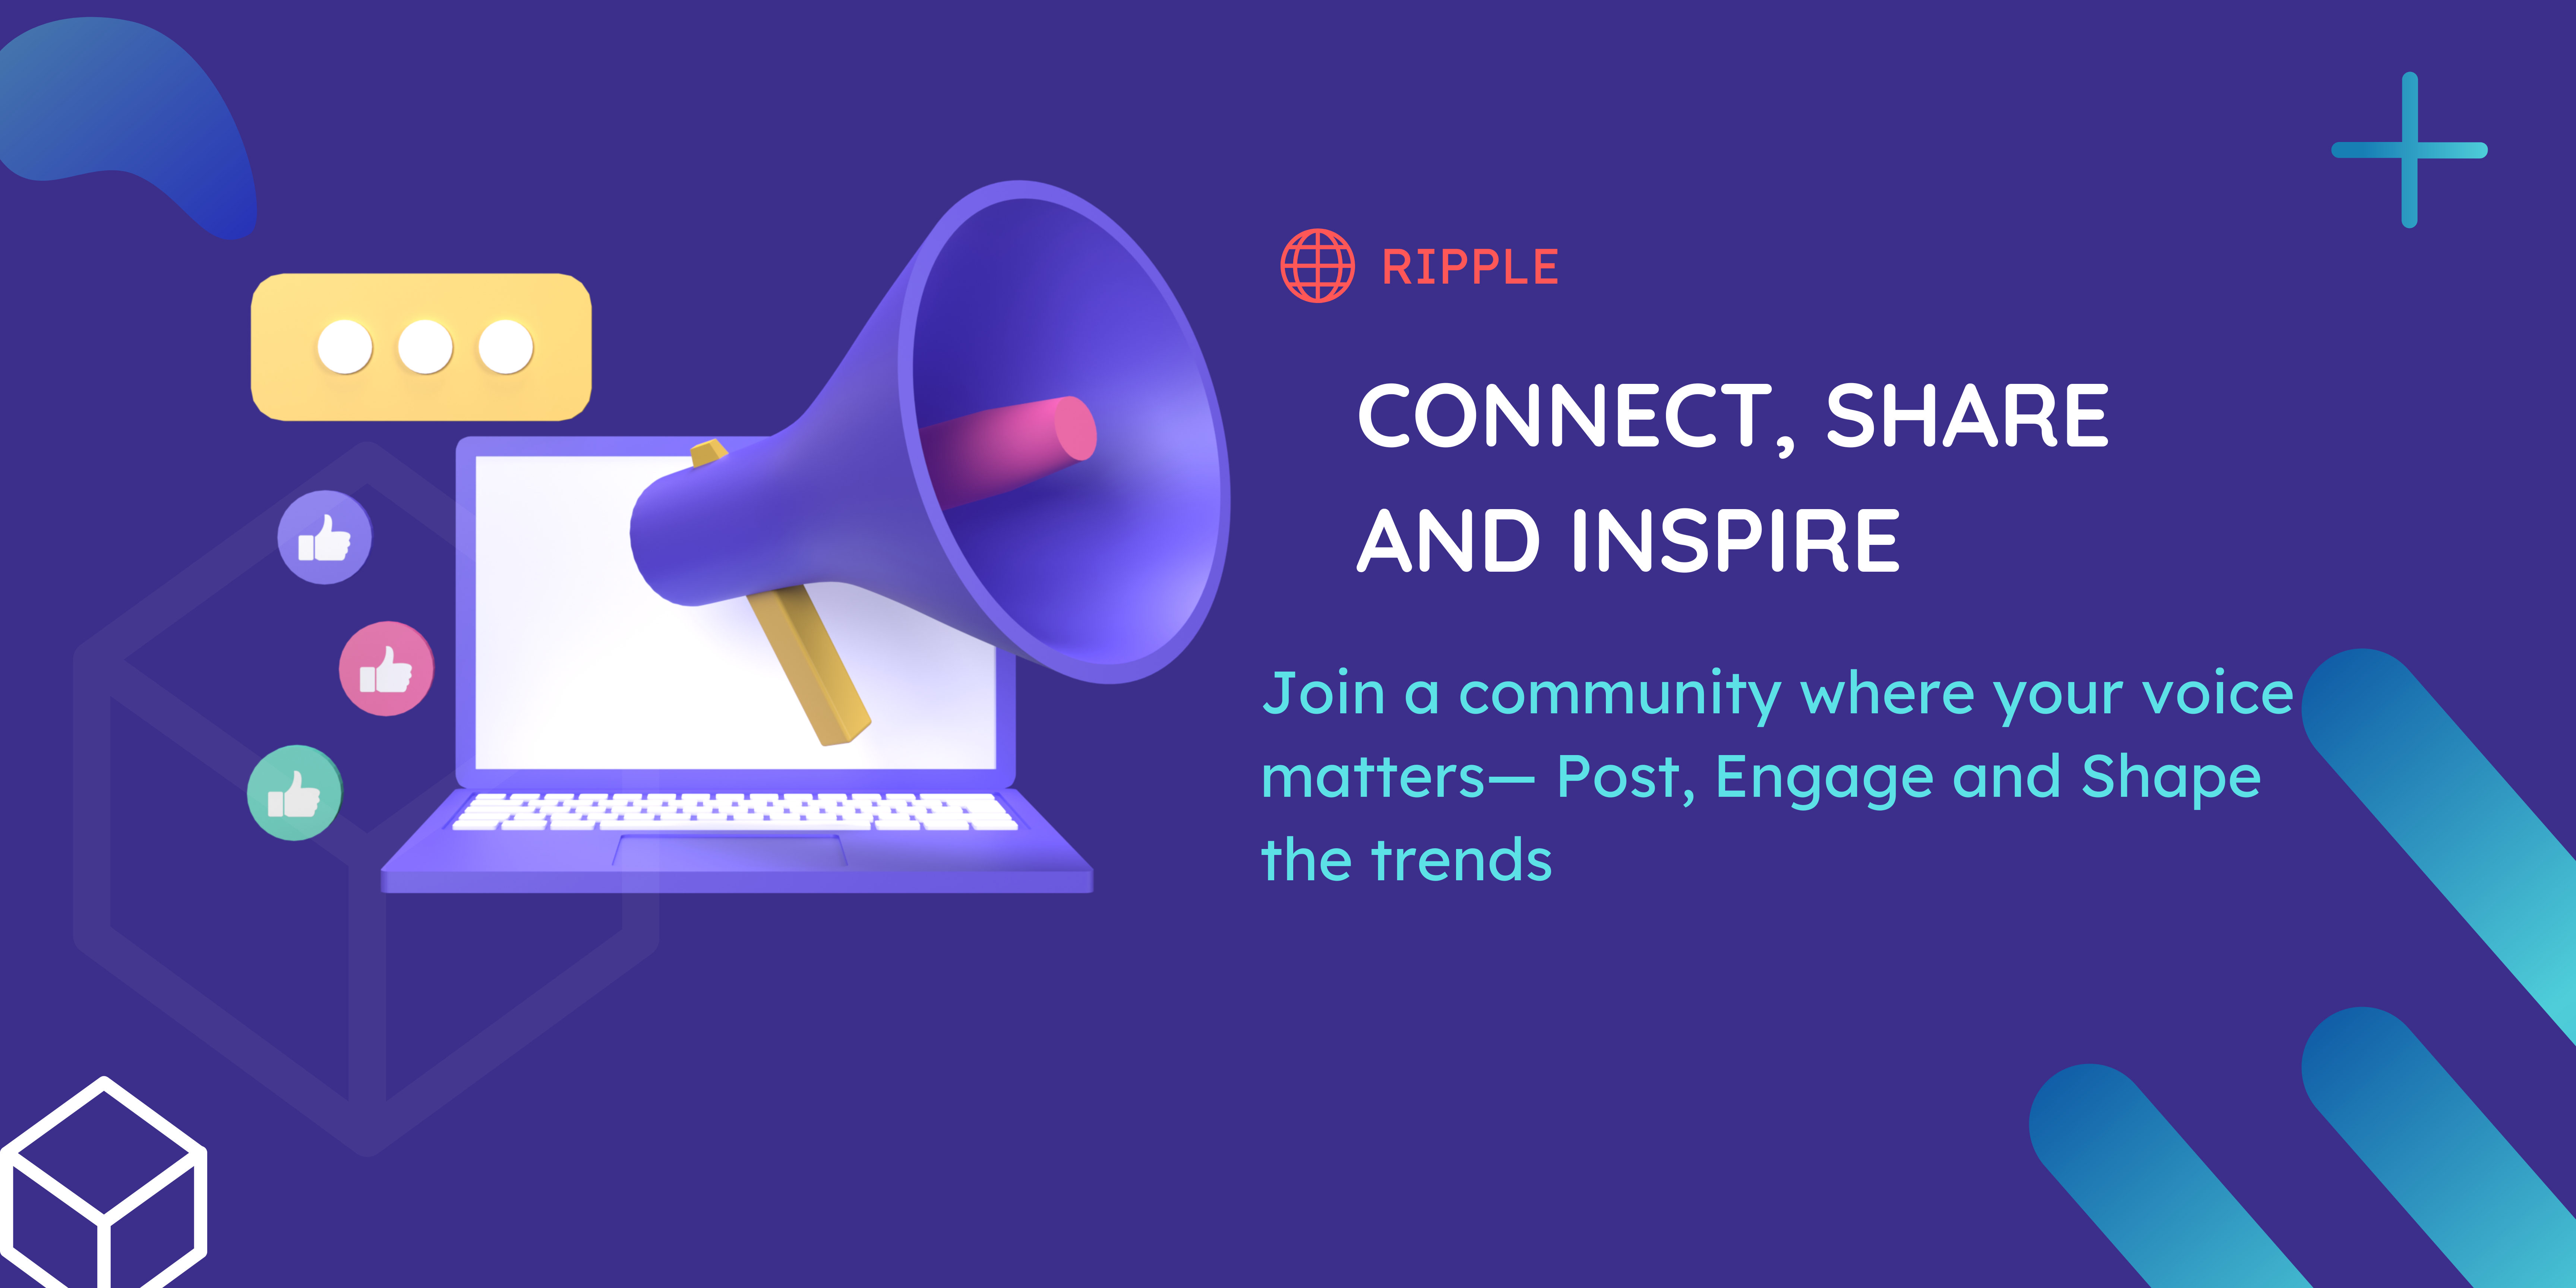 RIPPLE
CONNECT, SHARE
AND INSPIRE
Join a community where your voice
matters— Post, Engage and Shape
the trends